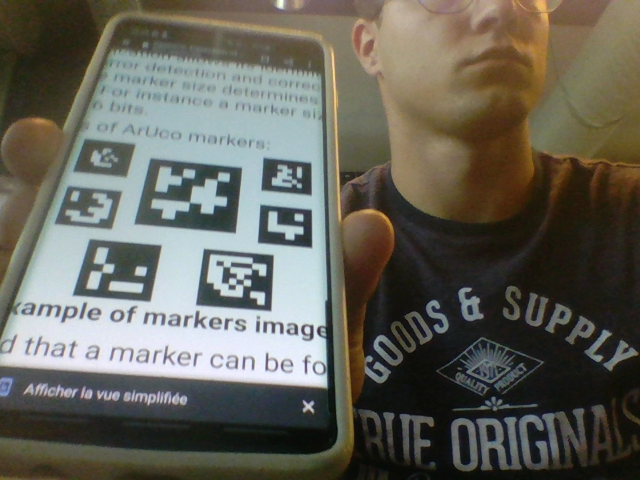 ror detection and correc
marker size determines
For instance a marker siz
6 bits.
s of ArUco markers:
xample of markers image
d that a marker can be fo
Afficher la vue simplifiée
×
GOODS & SUPPLY
QUALITY PRODUCT
TRUE ORIGINALS